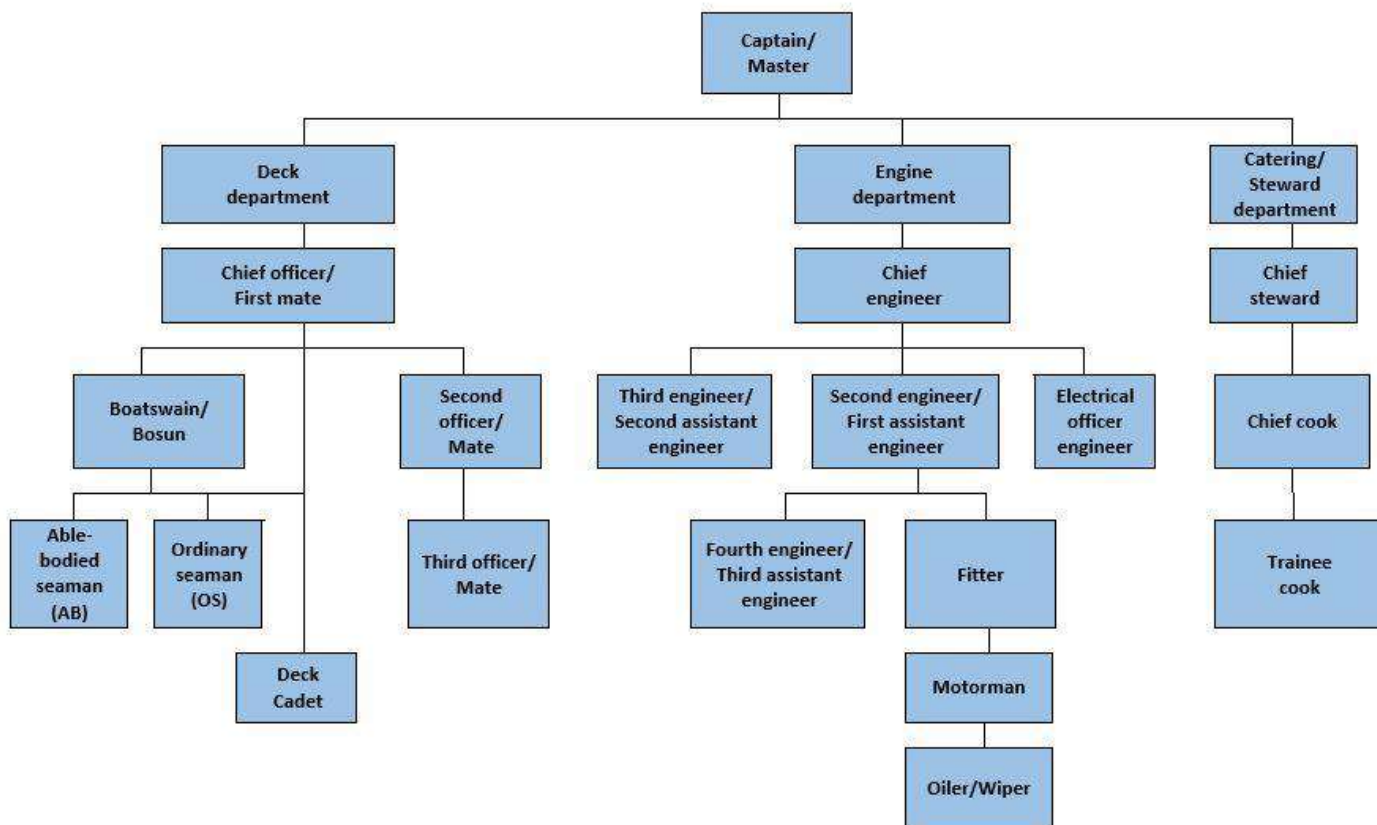 Captain/
Master
Deck
department
Engine
department
Catering/
Steward
department
Chief officer/
First mate
Chief
engineer
Chief
steward
Boatswain/
Bosun
Second
officer/
Mate
Third engineer/
Second assistant
engineer
Second engineer/
First assistant
engineer
Electrical
officer
engineer
Chief cook
Able-
bodied
seaman
(AB)
Ordinary
seaman
(OS)
Third officer/
Mate
Fourth engineer/
Third assistant
engineer
Fitter
Trainee
cook
Deck
Cadet
Motorman
Oiler/Wiper